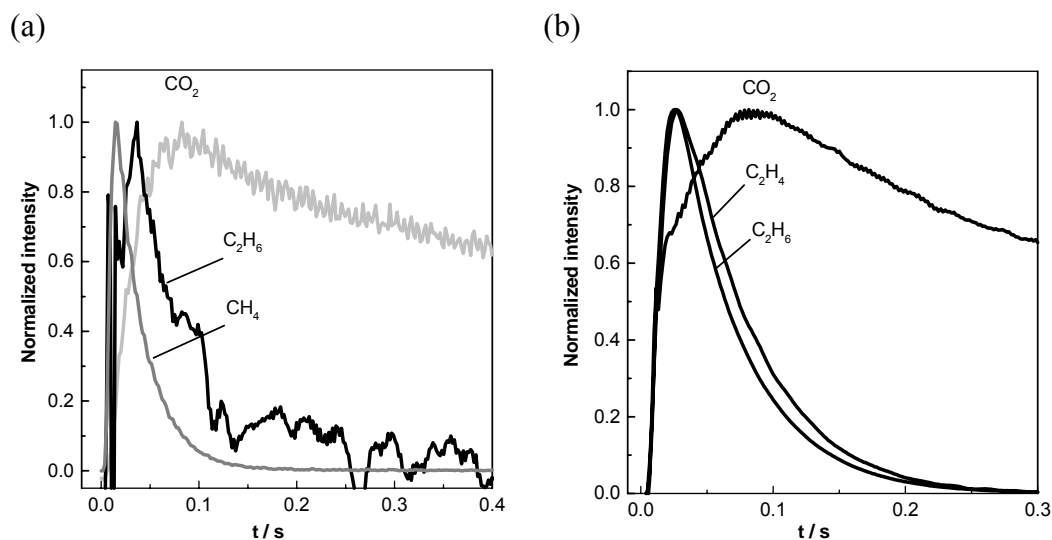 (a)
CO2
1.0
0.8
0.6
0.4
0.2
0.0
Normalized intensity
C2H6
CH4
0.0 0.1 0.2 0.3 0.4
t / s
(b)
CO2
1.0
0.8
0.6
0.4
0.2
0.0
Normalized intensity
C2H4
C2H6
0.0 0.1 0.2 0.3
t / s